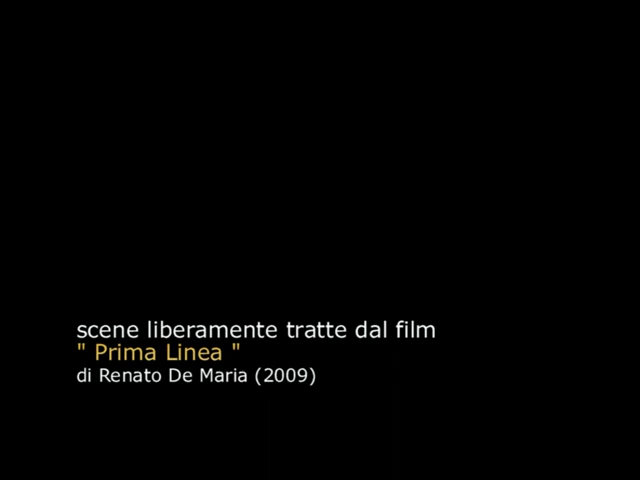 scene liberamente tratte dal film
" Prima Linea "
di Renato De Maria (2009)